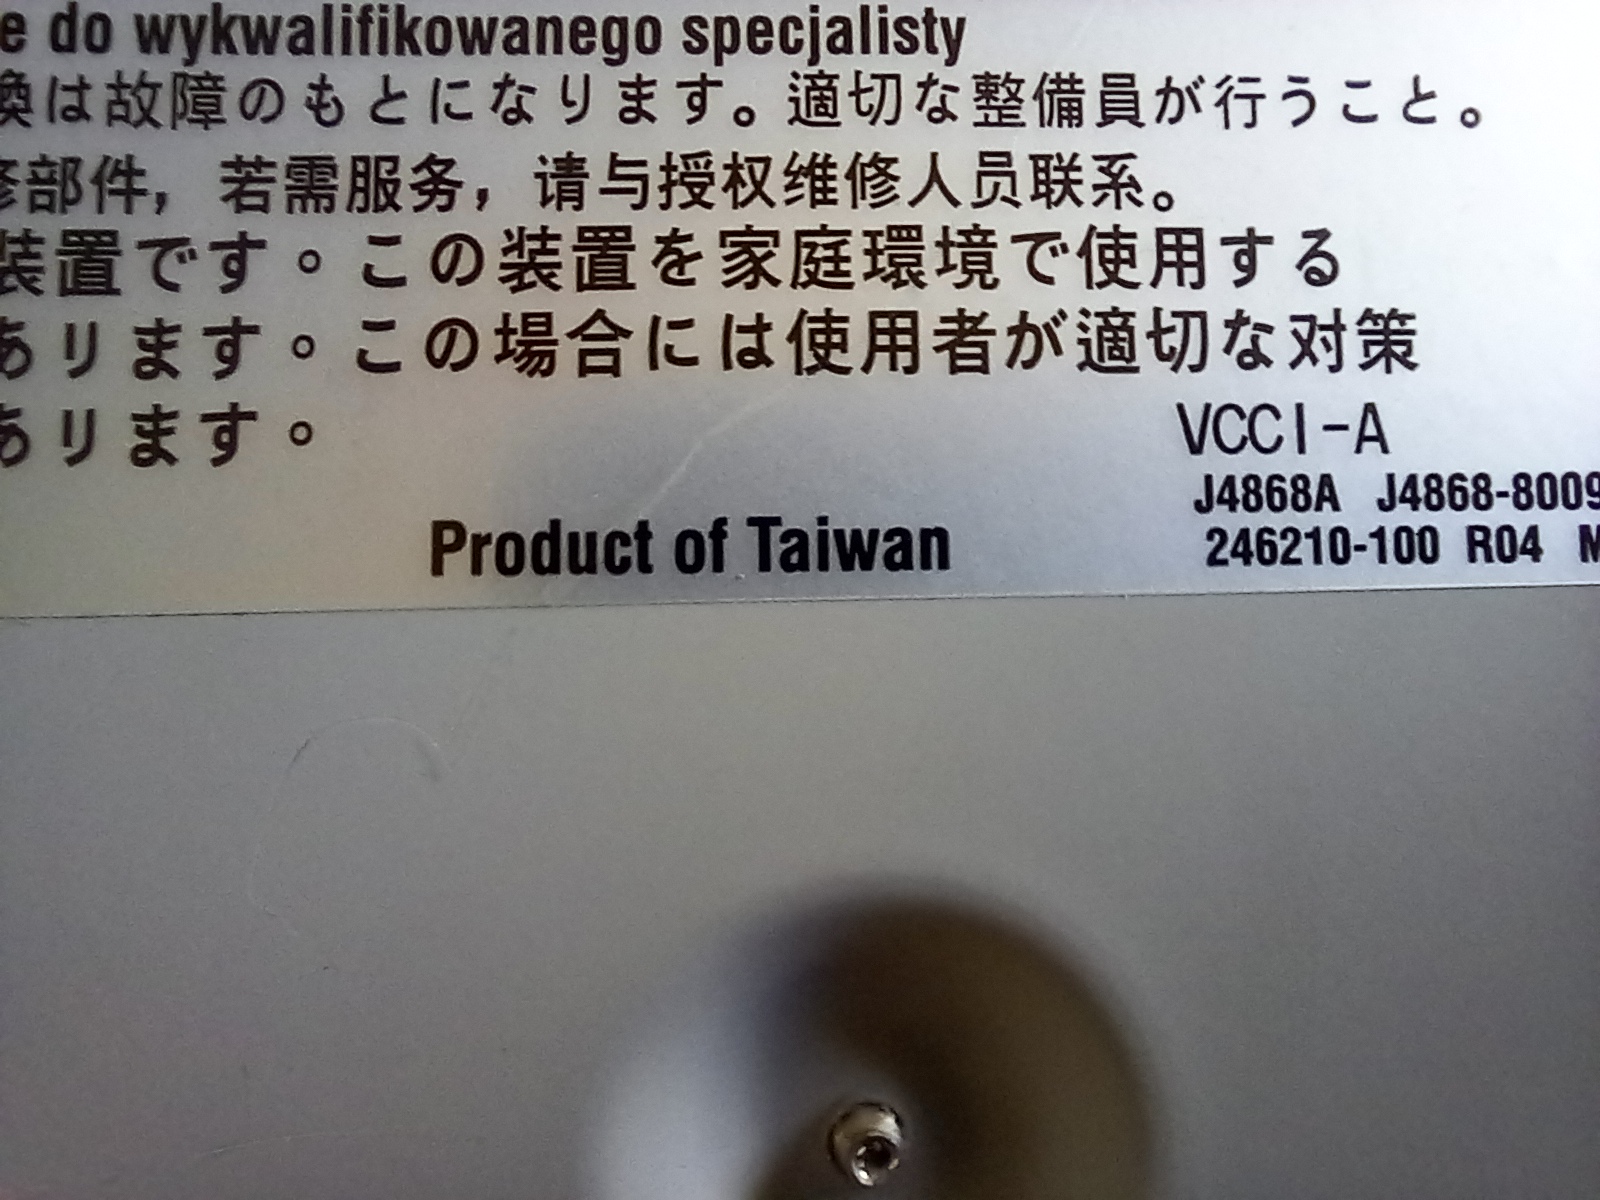 e do wykwalifikowanego specjalisty
換は故障のもとになります。適切な整備員が行うこと。
修部件，若需服务，请与授权维修人员联系。
装置です。この装置を家庭環境で使用する
あります。この場合には使用者が適切な対策
あります。
VCCI-A
J4868A J4868-8009
Product of Taiwan
246210-100 R04 M